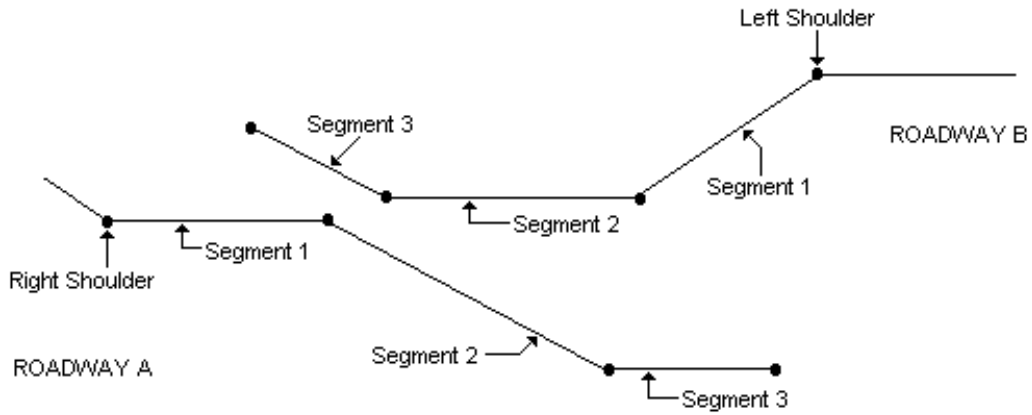 Left Shoulder
Segment 3
ROADWAY B
Segment 1
Segment 2
Segment 1
Right Shoulder
Segment 2
ROADWAY A
Segment 3